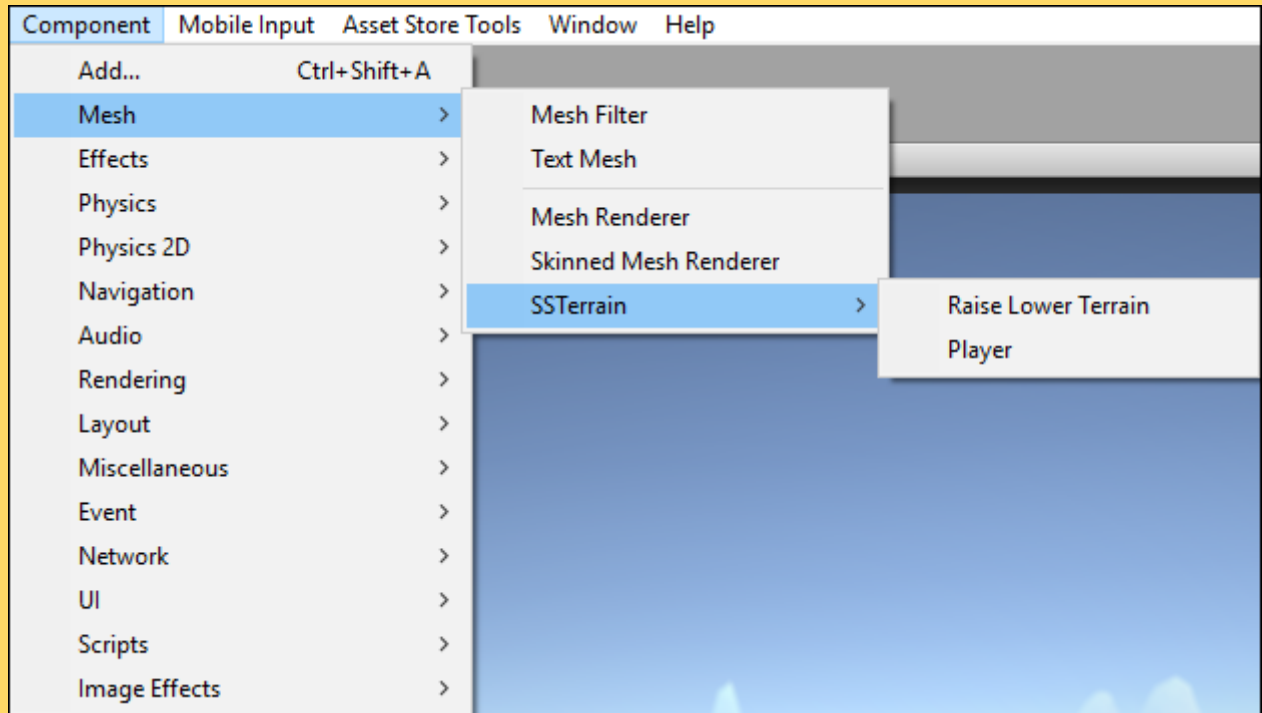 Component Mobile Input Asset Store Tools Window Help
Add... Ctrl+Shift+A
Mesh >
Effects >
Physics >
Physics 2D >
Navigation >
Audio >
Rendering >
Layout >
Miscellaneous >
Event >
Network >
UI >
Scripts >
Image Effects >
Mesh Filter
Text Mesh
Mesh Renderer
Skinned Mesh Renderer
SSTerrain >
Raise Lower Terrain
Player